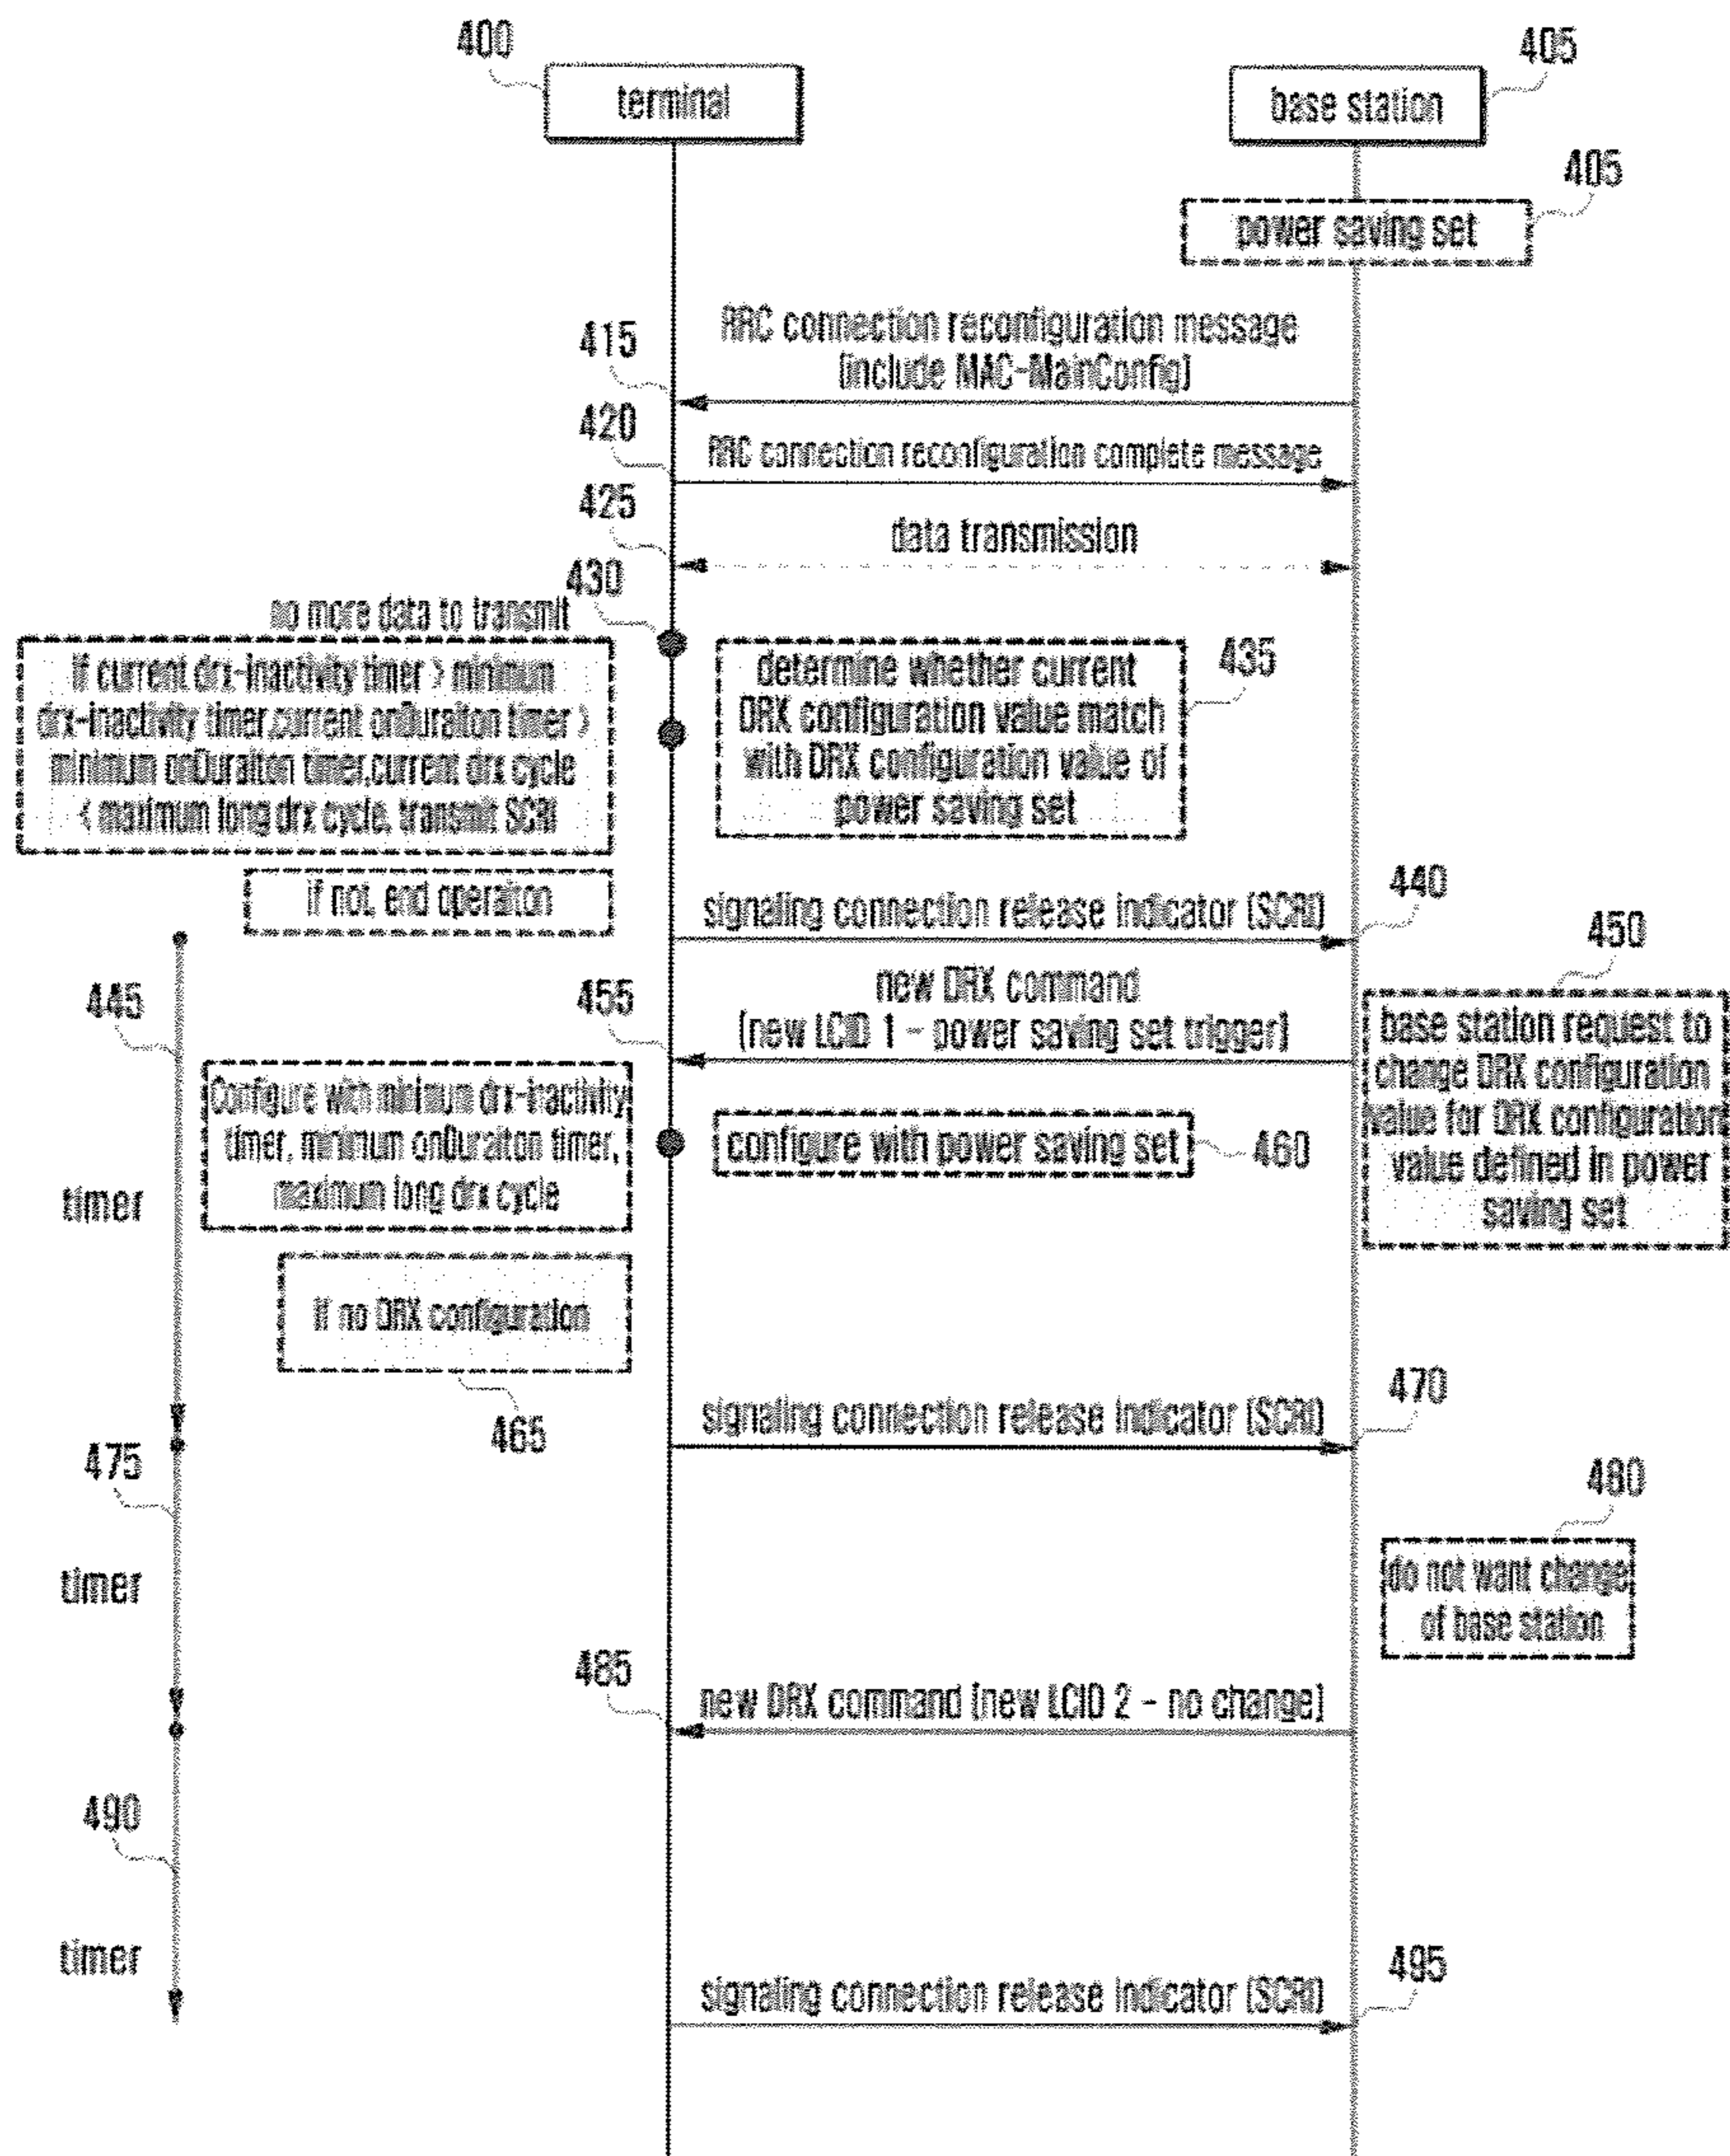 400
terminal
405
base station
405
power saving set
415
RRC connection reconfiguration message
(include MAC-MainConfig)
420
RRC connection reconfiguration complete message
425
data transmission
430
no more data to transmit
if current drx-inactivity timer > minimum
drx-inactivity timer,current onDuraiton timer >
minimum onDuraiton timer,current drx cycle
< maximum long drx cycle, transmit SCRI
determine whether current
DRX configuration value match
with DRX configuration value of
power saving set
435
if not, end operation
signaling connection release indicator (SCRI)
440
450
445
455
new DRX command
(new LCID 1 - power saving set trigger)
base station request to
change DRX configuration
value for DRX configuration
value defined in power
saving set
Configure with minimum drx-inactivity
timer, minimum onDuraiton timer,
maximum long drx cycle
configure with power saving set
460
timer
if no DRX configuration
465
signaling connection release indicator (SCRI)
470
475
480
timer
do not want change
of base station
485
new DRX command (new LCID 2 - no change)
490
timer
signaling connection release indicator (SCRI)
495